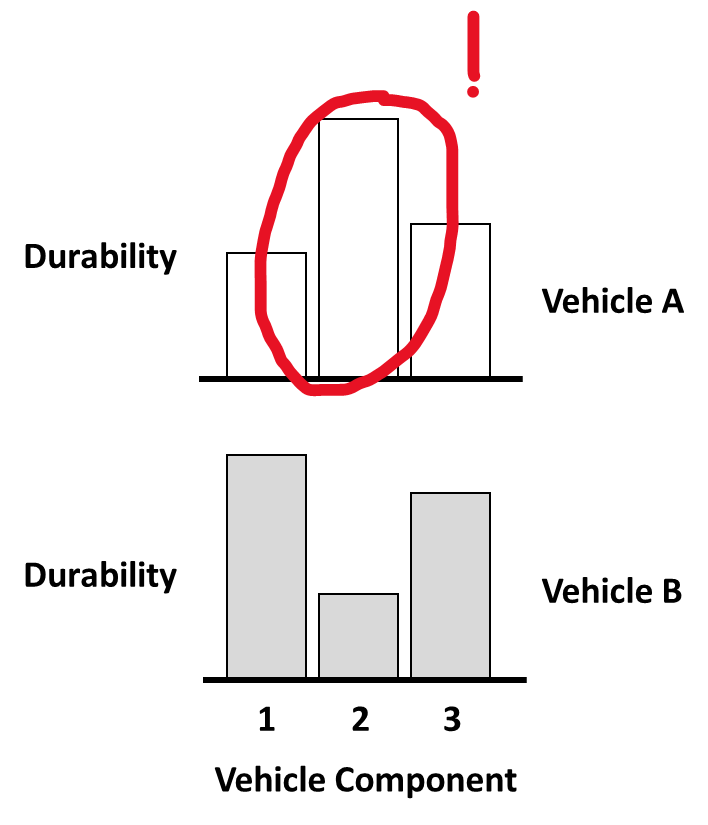 !
Durability
Vehicle A
Durability
Vehicle B
1 2 3
Vehicle Component